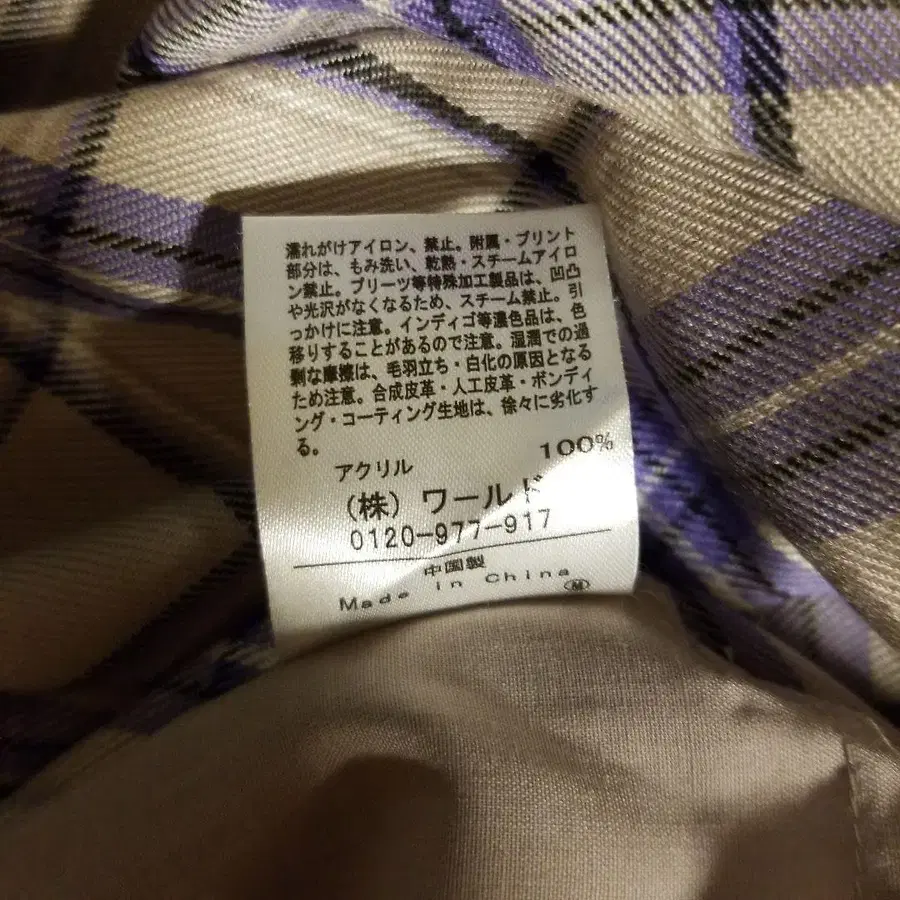 濡れがけアイロン、禁止。附属・プリント
部分は、もみ洗い、乾熱・スチームアイロ
ン禁止。プリーツ等特殊加工製品は、凹凸
や光沢がなくなるため、スチーム禁止。引
っかけに注意。インディゴ等濃色品は、色
移りすることがあるので注意。湿潤での過
剰な摩擦は、毛羽立ち・白化の原因となる
ため注意。合成皮革・人工皮革・ボンディ
ング・コーティング生地は、徐々に劣化す
る。
アクリル 100%
(株) ワールド
0120-977-917
中国製
Made in China
M